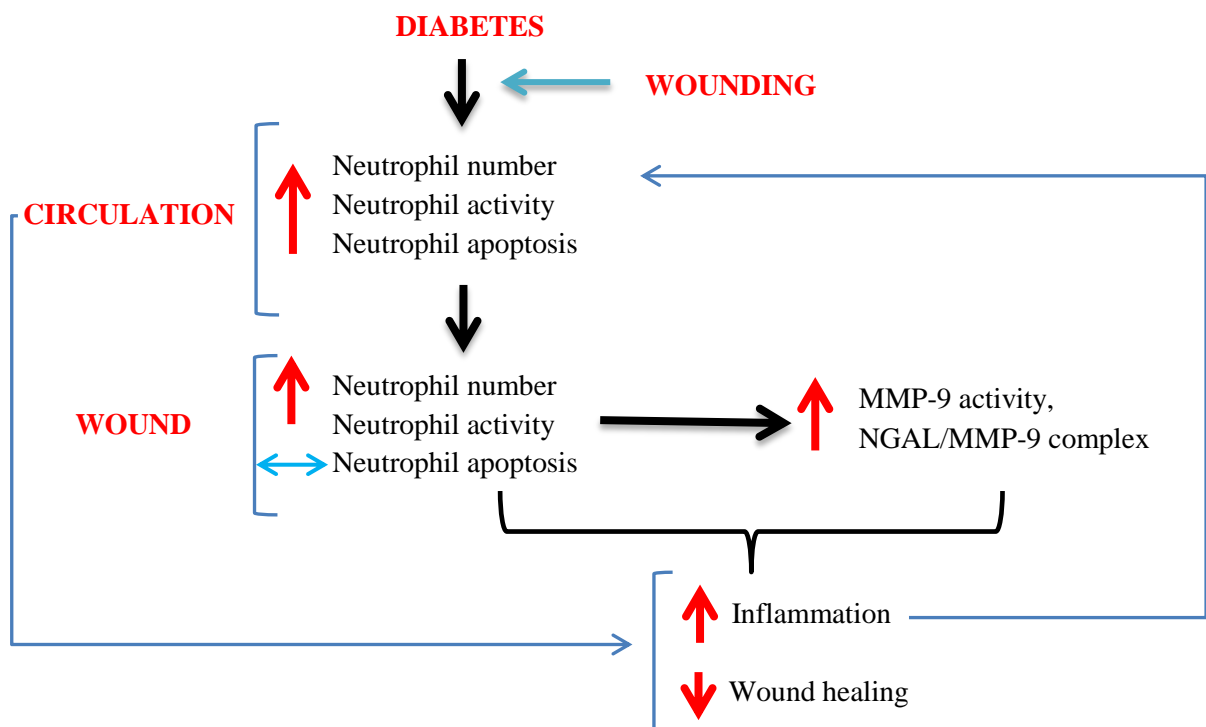 DIABETES
WOUNDING
Neutrophil number
Neutrophil activity
Neutrophil apoptosis
CIRCULATION
Neutrophil number
Neutrophil activity
Neutrophil apoptosis
WOUND
MMP-9 activity,
NGAL/MMP-9 complex
Inflammation
Wound healing